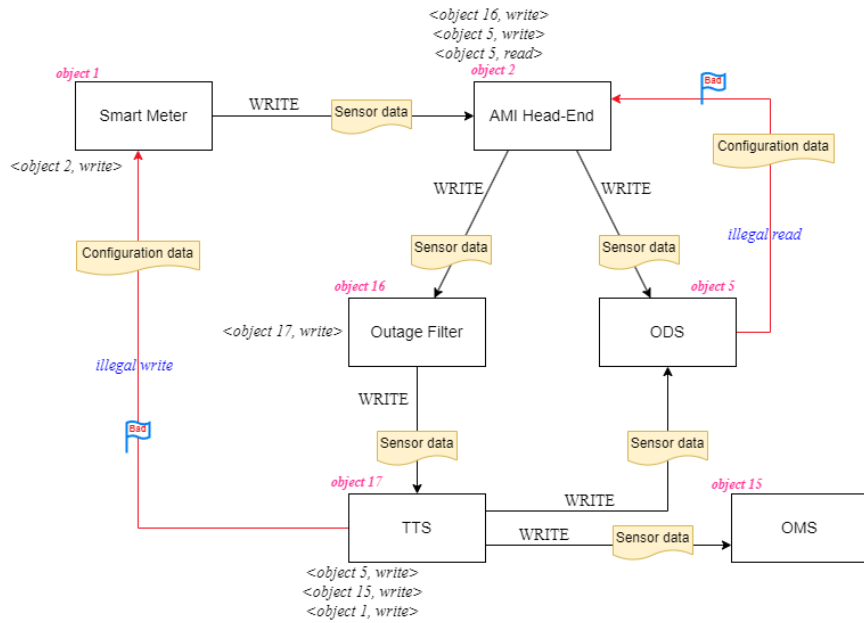 <object 16, write>
<object 5, write>
<object 5, read>
object 1
object 2
Bad
Smart Meter
WRITE
Sensor data
AMI Head-End
Configuration data
<object 2, write>
WRITE
WRITE
Configuration data
Sensor data
Sensor data
illegal read
object 16
object 5
<object 17, write>
Outage Filter
ODS
illegal write
WRITE
Bad
Sensor data
Sensor data
object 17
object 15
WRITE
TTS
WRITE
Sensor data
OMS
<object 5, write>
<object 15, write>
<object 1, write>